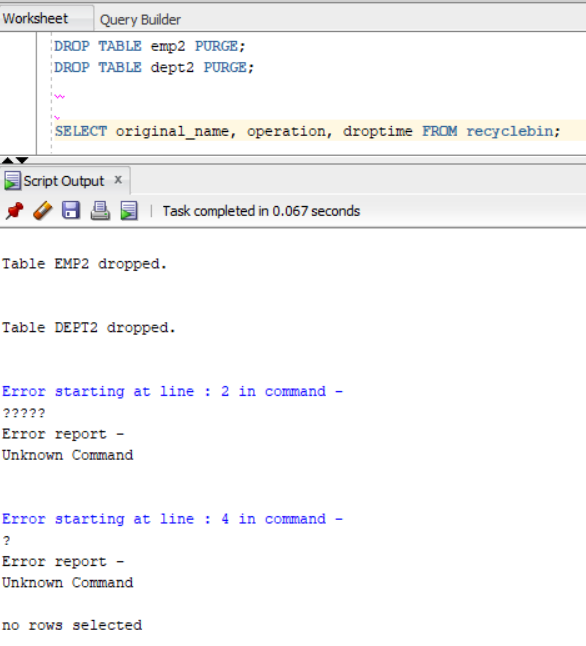 Worksheet Query Builder
DROP TABLE emp2 PURGE;
DROP TABLE dept2 PURGE;
SELECT original_name, operation, droptime FROM recyclebin;
Script Output x
Task completed in 0.067 seconds
Table EMP2 dropped.
Table DEPT2 dropped.
Error starting at line : 2 in command -
?????
Error report -
Unknown Command
Error starting at line : 4 in command -
?
Error report -
Unknown Command
no rows selected